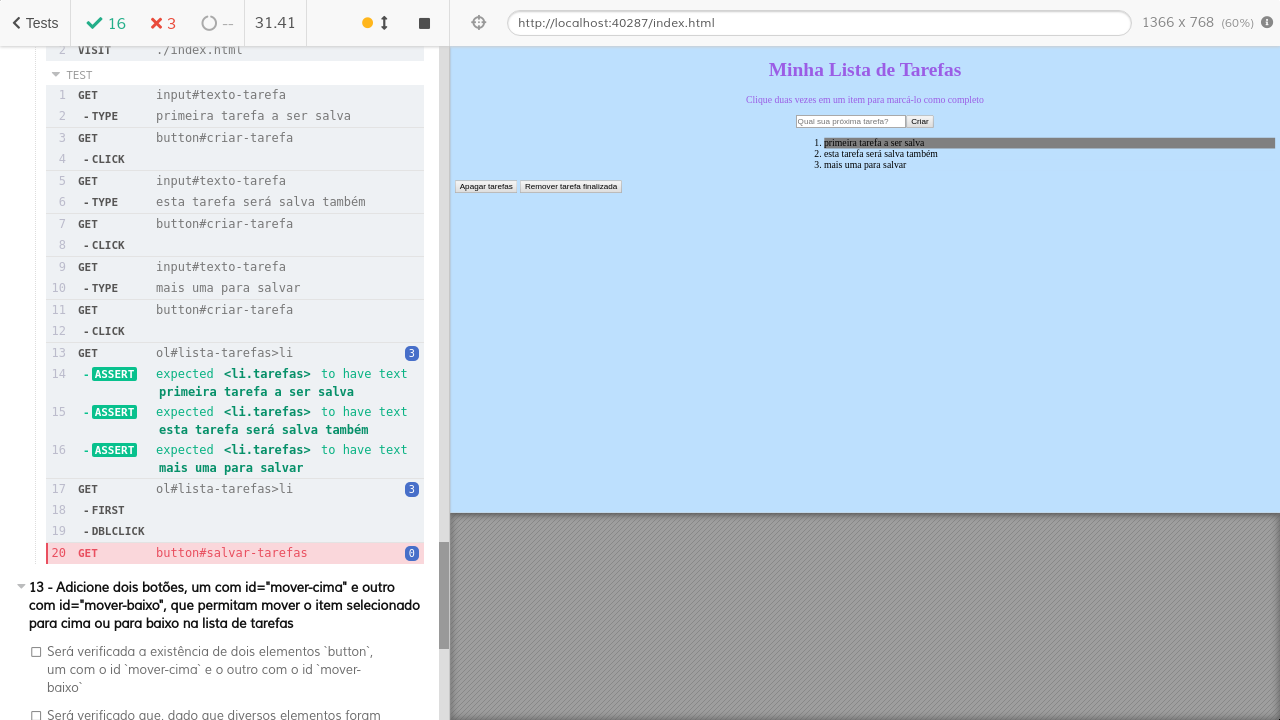 Tests
16
3
--
31.41
http://localhost:40287/index.html
1366 x 768 (60%)
2 VISIT ./index.html
TEST
1 GET input#texto-tarefa
2 -TYPE primeira tarefa a ser salva
3 GET button#criar-tarefa
4 -CLICK
5 GET input#texto-tarefa
6 -TYPE esta tarefa será salva também
7 GET button#criar-tarefa
8 -CLICK
9 GET input#texto-tarefa
10 -TYPE mais uma para salvar
11 GET button#criar-tarefa
12 -CLICK
13 GET ol#lista-tarefas>li 3
14 -ASSERT expected <li.tarefas> to have text
primeira tarefa a ser salva
15 -ASSERT expected <li.tarefas> to have text
esta tarefa será salva também
16 -ASSERT expected <li.tarefas> to have text
mais uma para salvar
17 GET ol#lista-tarefas>li 3
18 -FIRST
19 -DBLCLICK
20 GET button#salvar-tarefas 0
13 - Adicione dois botões, um com id="mover-cima" e outro
com id="mover-baixo", que permitam mover o item selecionado
para cima ou para baixo na lista de tarefas
Será verificada a existência de dois elementos `button`,
um com o id `mover-cima` e o outro com o id `mover-
baixo`
Será verificado que, dado que diversos elementos foram
Minha Lista de Tarefas
Clique duas vezes em um item para marcá-lo como completo
Qual sua próxima tarefa? Criar
1. primeira tarefa a ser salva
2. esta tarefa será salva também
3. mais uma para salvar
Apagar tarefas Remover tarefa finalizada